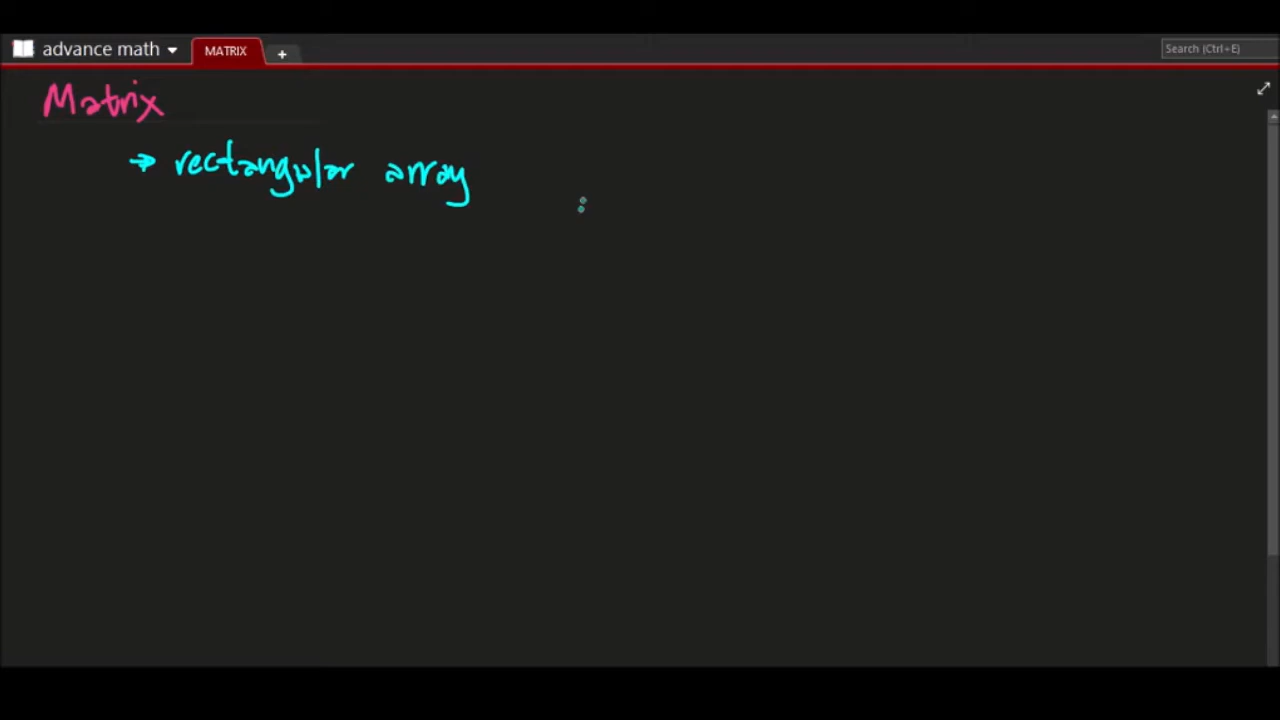 advance math MATRIX + Search (Ctrl+E)
Matrix
→ rectangular array